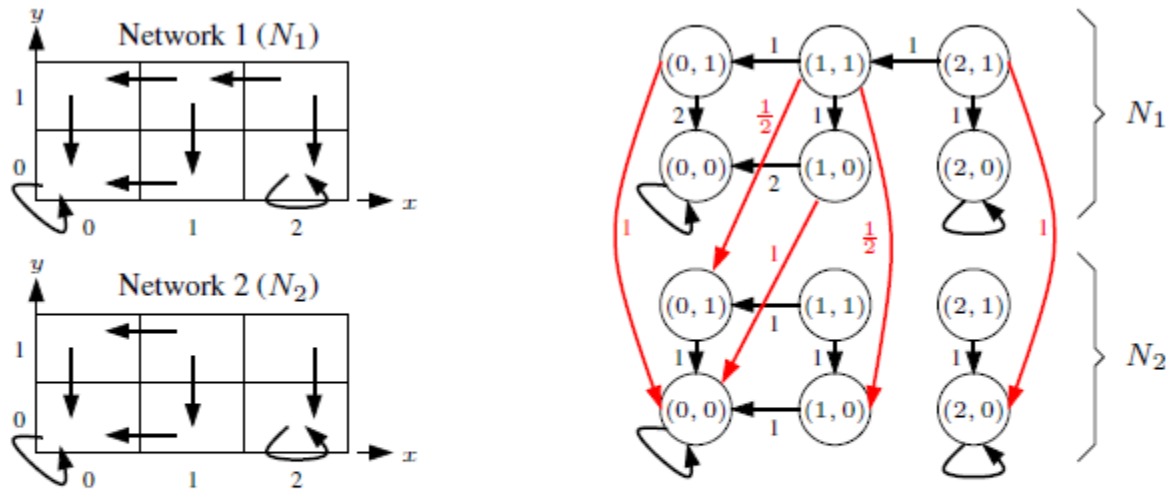 y
Network 1 (N₁)
1
0
0 1 2 x
y
Network 2 (N₂)
1
0
0 1 2 x
1 1
(0, 1) (1, 1) (2, 1)
2 1/2 1 1
(0, 0) (1, 0) (2, 0)
2
N₁
1 1 1/2 1
(0, 1) (1, 1) (2, 1)
1
1 1 1
(0, 0) (1, 0) (2, 0)
1
N₂